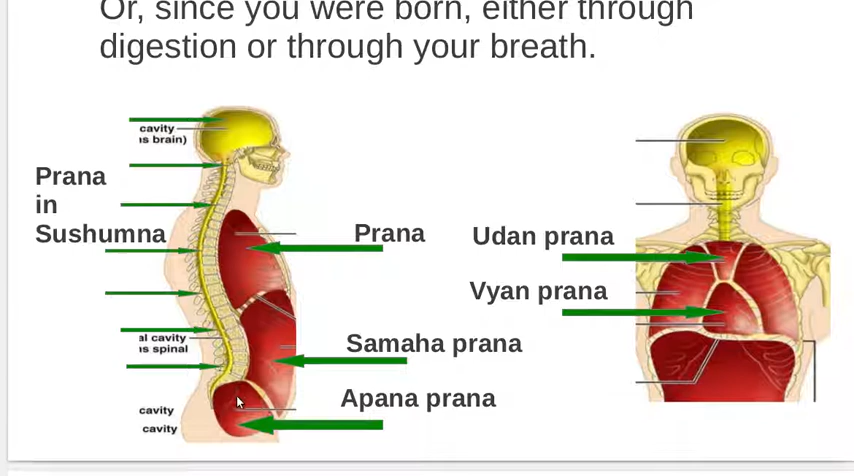 Or, since you were born, either through
digestion or through your breath.
cavity
is brain)
Prana
in
Sushumna
Prana
Udan prana
Vyan prana
al cavity
is spinal
Samaha prana
Apana prana
cavity
cavity